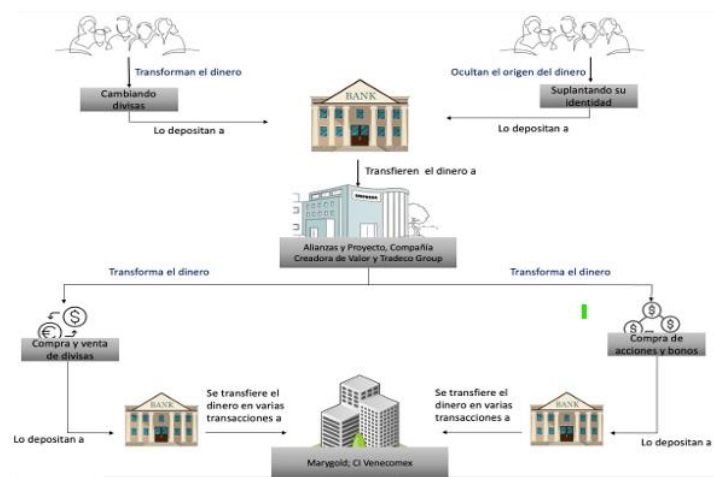 Transforman el dinero
Ocultan el origen del dinero
Cambiando
divisas
BANK
Suplantando su
identidad
Lo depositan a
Lo depositan a
Transfieren el dinero a
EMPRESA
Alianzas y Proyecto, Compañía
Creadora de Valor y Tradeco Group
Transforma el dinero
Transforma el dinero
Compra y venta
de divisas
Compra de
acciones y bonos
Se transfiere el
dinero en varias
transacciones a
Se transfiere el
dinero en varias
transacciones a
BANK
BANK
Lo depositan a
Lo depositan a
Marygold; CI Venecomex